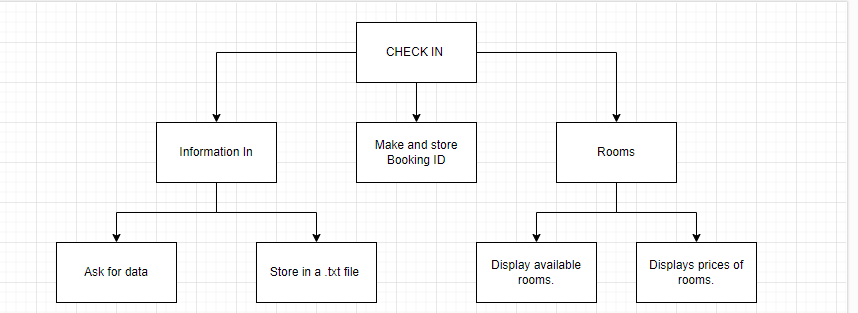 CHECK IN
Information In
Make and store
Booking ID
Rooms
Ask for data
Store in a .txt file
Display available
rooms.
Displays prices of
rooms.